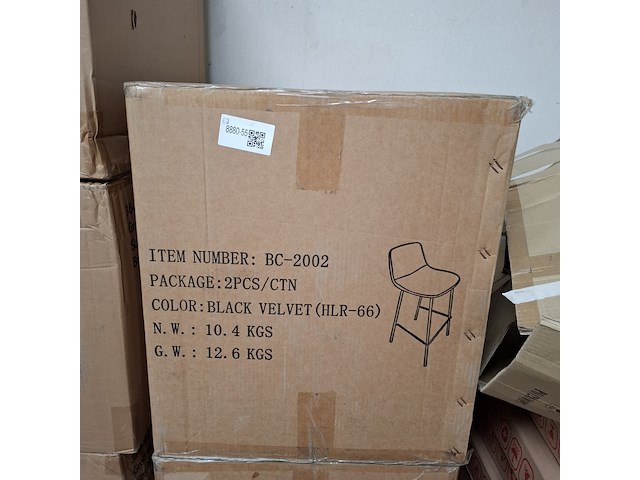 8880-55
ITEM NUMBER: BC-2002
PACKAGE:2PCS/CTN
COLOR:BLACK VELVET(HLR-66)
N.W.: 10.4 KGS
G.W.: 12.6 KGS